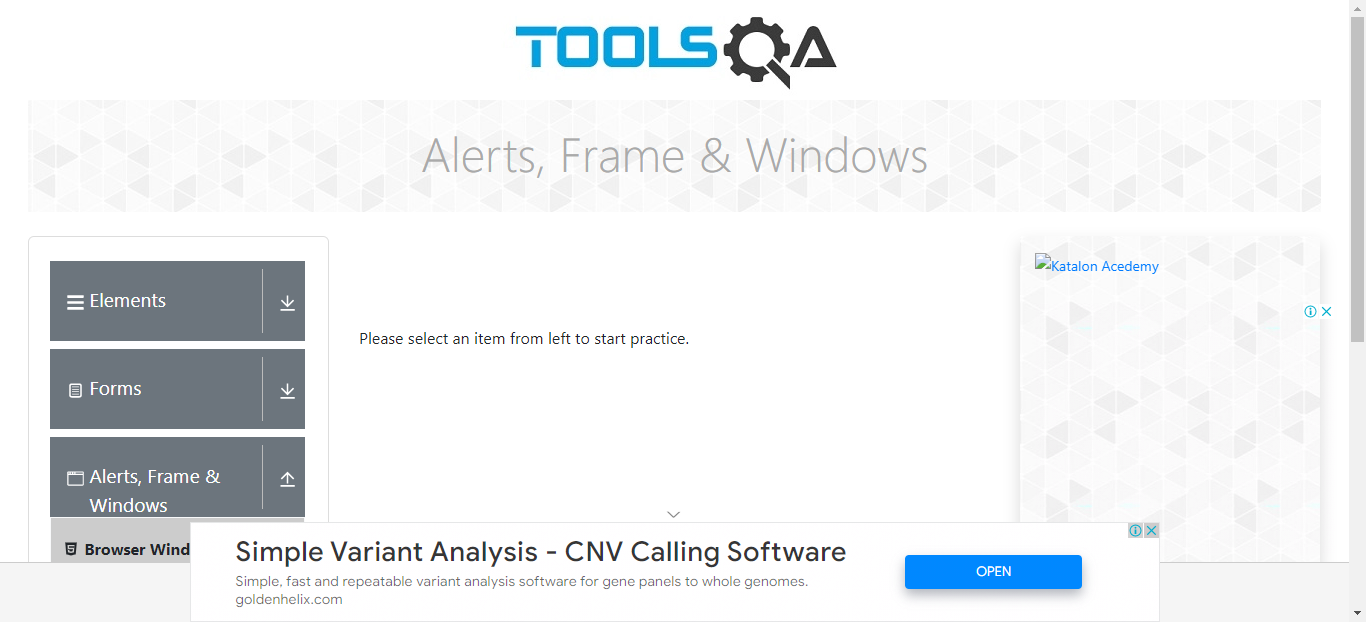 TOOLSQA
Alerts, Frame & Windows
Elements
Forms
Alerts, Frame &
Windows
Browser Wind
Please select an item from left to start practice.
Katalon Acedemy
Simple Variant Analysis - CNV Calling Software
Simple, fast and repeatable variant analysis software for gene panels to whole genomes.
goldenhelix.com
OPEN